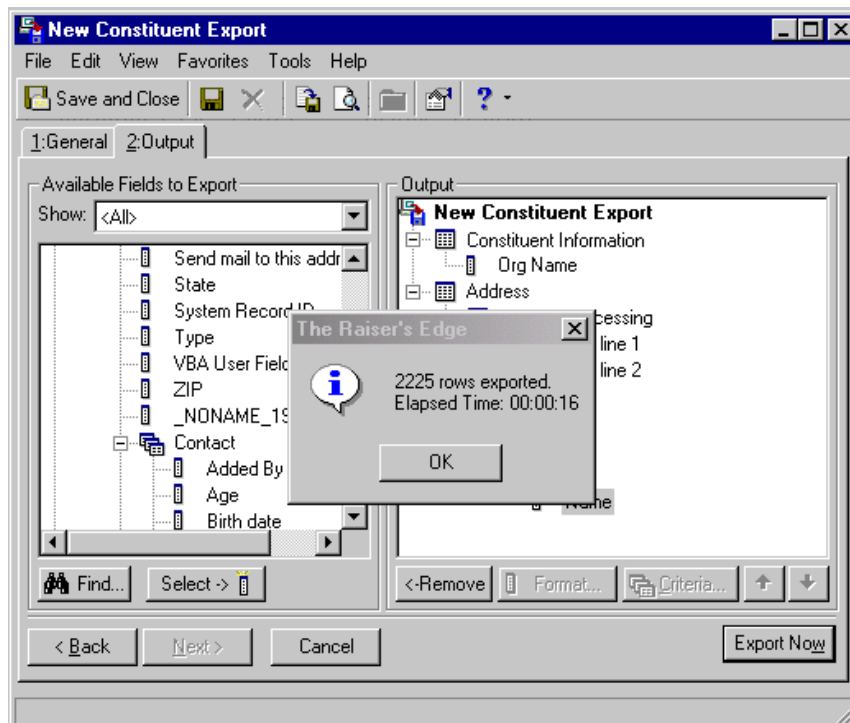 New Constituent Export
File Edit View Favorites Tools Help
Save and Close ?
1:General 2:Output
Available Fields to Export
Show: <All>
Send mail to this addr
State
System Record ID
Type
VBA User Field
ZIP
_NONAME_19
Contact
Added By
Age
Birth date
Find... Select ->
Output
New Constituent Export
Constituent Information
Org Name
Address
cessing
line 1
line 2
Name
<-Remove Format... Criteria...
The Raiser's Edge
2225 rows exported.
Elapsed Time: 00:00:16
OK
< Back Next > Cancel Export Now